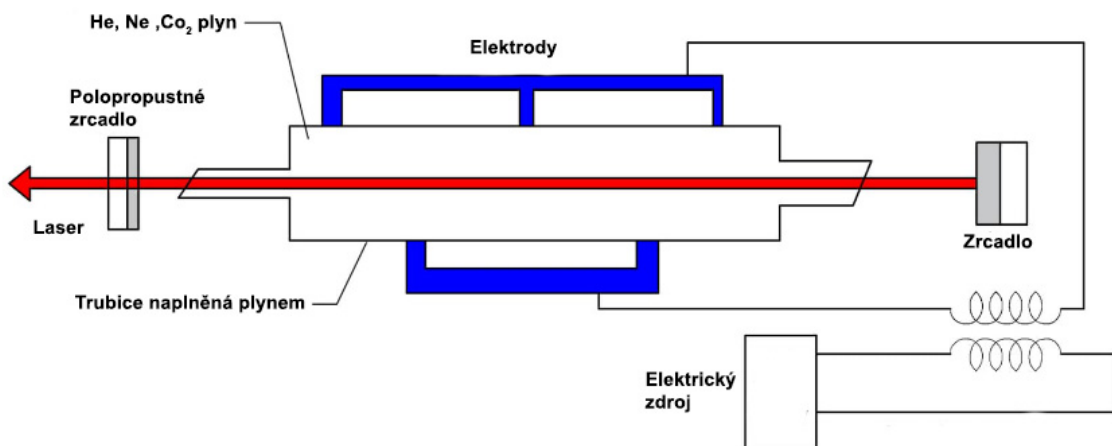 He, Ne ,Co₂ plyn
Elektrody
Polopropustné
zrcadlo
Laser
Zrcadlo
Trubice naplněná plynem
Elektrický
zdroj